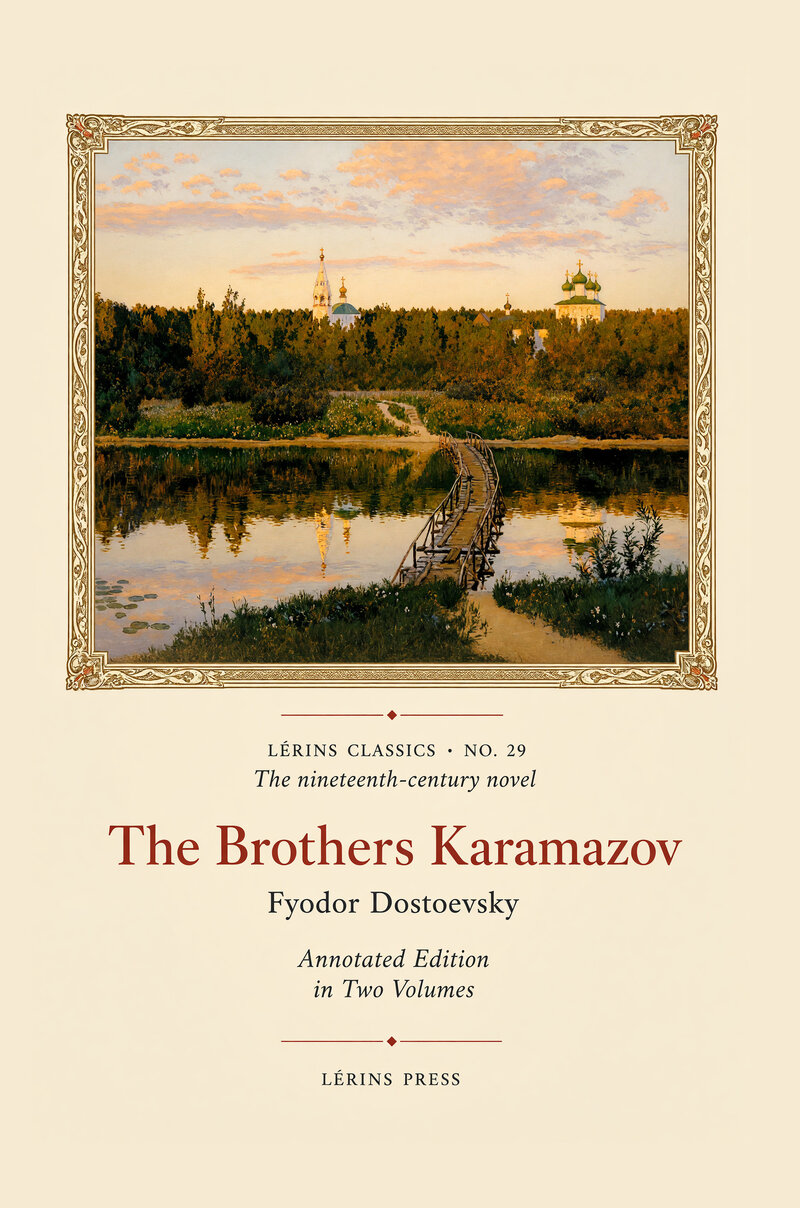 LÉRINS CLASSICS • NO. 29
The nineteenth-century novel
The Brothers Karamazov
Fyodor Dostoevsky
Annotated Edition
in Two Volumes
LÉRINS PRESS